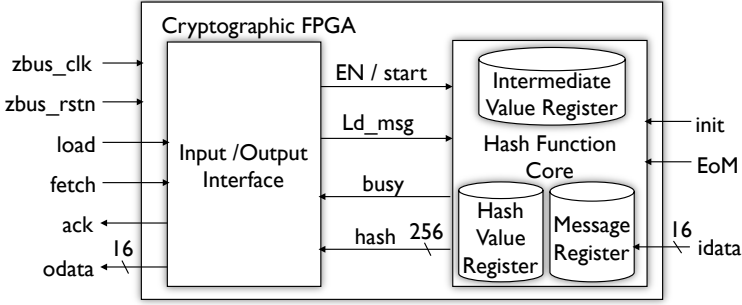 Cryptographic FPGA
zbus_clk
zbus_rstn
load
fetch
ack
16
odata
Input /Output
Interface
EN / start
Ld_msg
busy
hash
256
Intermediate
Value Register
Hash Function
Core
Hash
Value
Register
Message
Register
init
EoM
16
idata